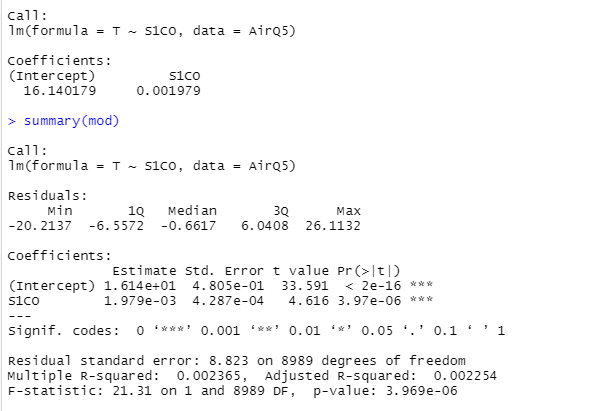 Call:
lm(formula = T ~ S1CO, data = AirQ5)
Coefficients:
(Intercept)         S1CO
  16.140179     0.001979
> summary(mod)
Call:
lm(formula = T ~ S1CO, data = AirQ5)
Residuals:
     Min       1Q   Median       3Q      Max
-20.2137  -6.5572  -0.6617   6.0408  26.1132
Coefficients:
             Estimate Std. Error t value Pr(>|t|)
(Intercept) 1.614e+01  4.805e-01  33.591  < 2e-16 ***
S1CO        1.979e-03  4.287e-04   4.616 3.97e-06 ***
---
Signif. codes:  0 ‘***’ 0.001 ‘**’ 0.01 ‘*’ 0.05 ‘.’ 0.1 ‘ ’ 1
Residual standard error: 8.823 on 8989 degrees of freedom
Multiple R-squared:  0.002365,  Adjusted R-squared:  0.002254
F-statistic: 21.31 on 1 and 8989 DF,  p-value: 3.969e-06